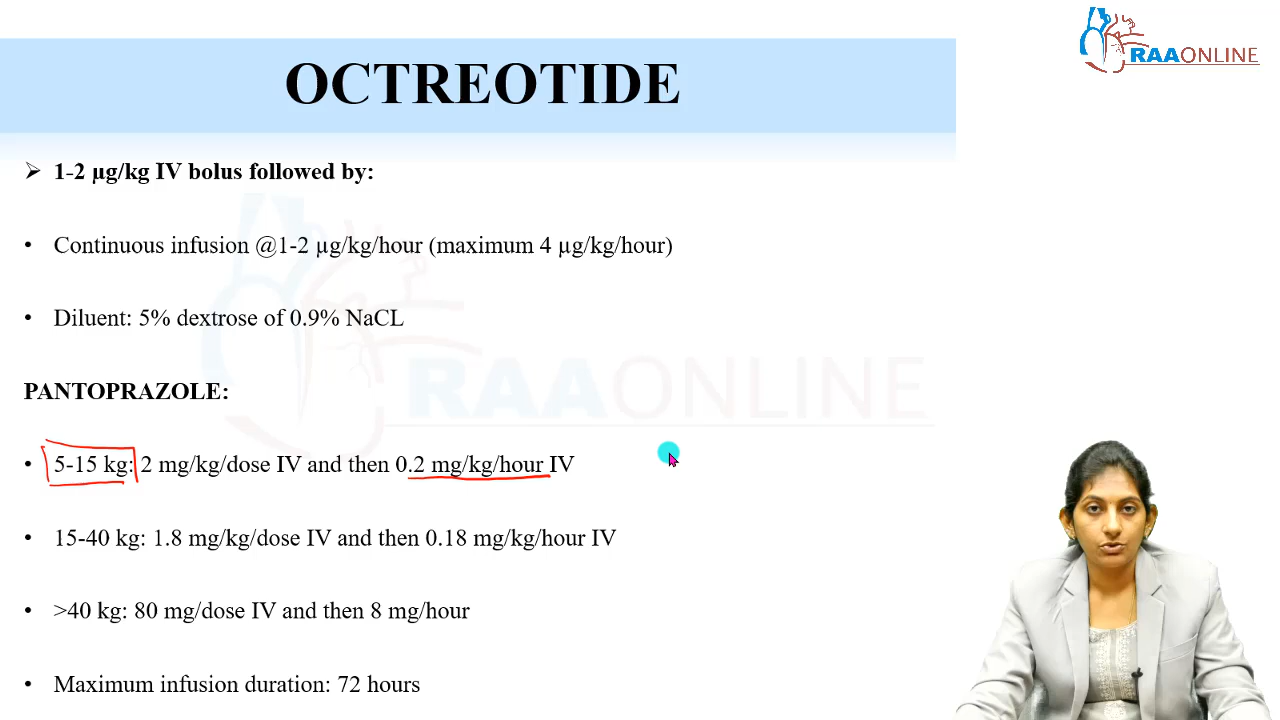 RAAONLINE
OCTREOTIDE
➢ 1-2 µg/kg IV bolus followed by:
• Continuous infusion @1-2 µg/kg/hour (maximum 4 µg/kg/hour)
• Diluent: 5% dextrose of 0.9% NaCL
RAAONLINE
PANTOPRAZOLE:
• 5-15 kg: 2 mg/kg/dose IV and then 0.2 mg/kg/hour IV
• 15-40 kg: 1.8 mg/kg/dose IV and then 0.18 mg/kg/hour IV
• >40 kg: 80 mg/dose IV and then 8 mg/hour
• Maximum infusion duration: 72 hours